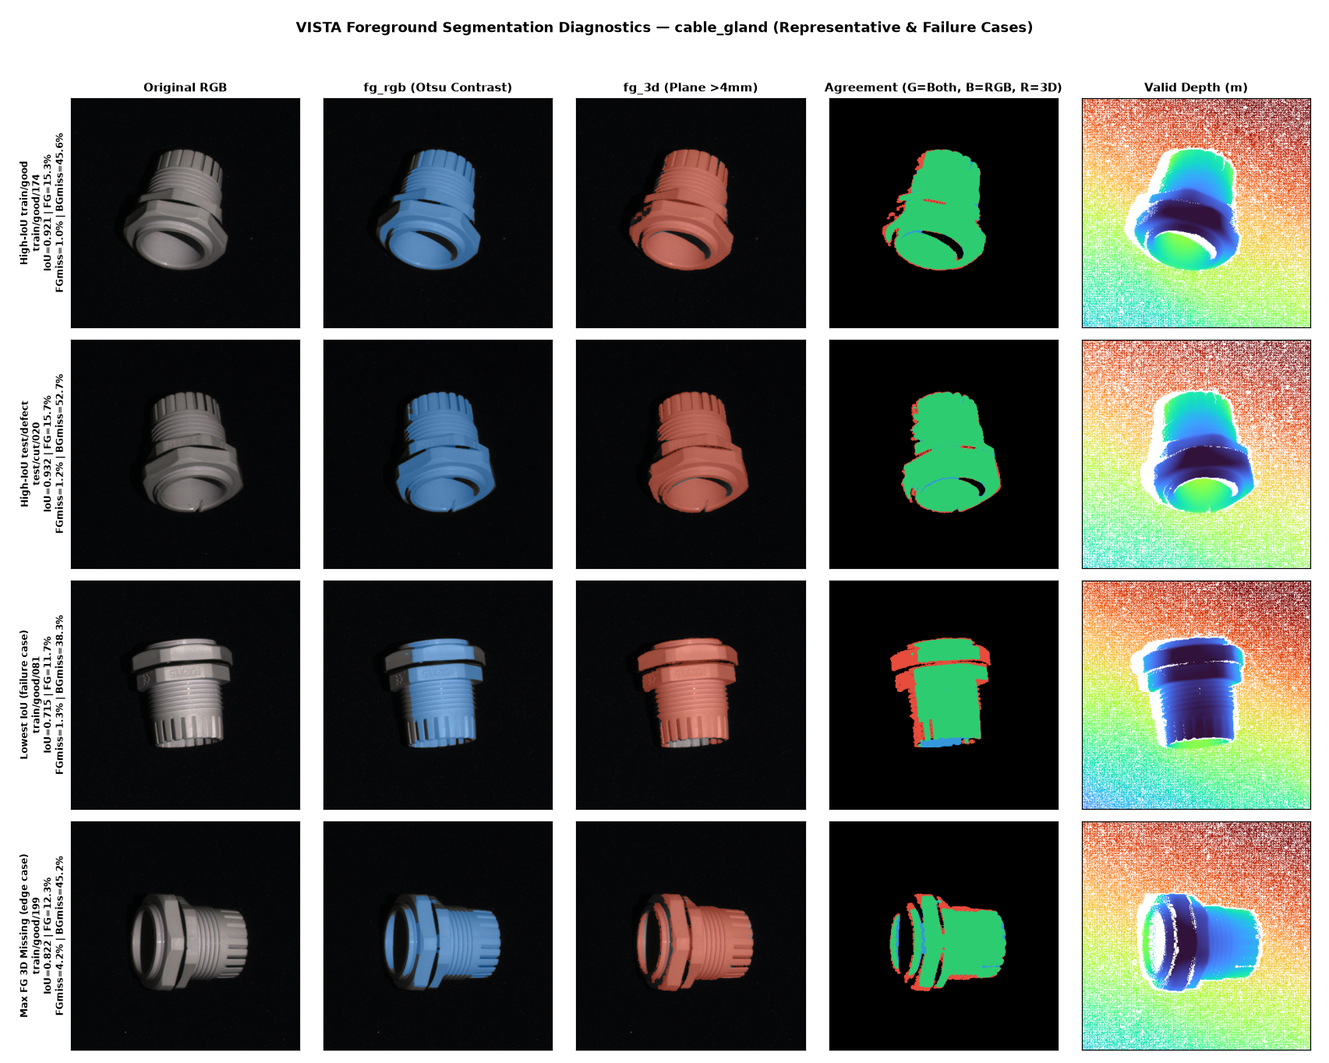 VISTA Foreground Segmentation Diagnostics — cable_gland (Representative & Failure Cases)
Original RGB
fg_rgb (Otsu Contrast)
fg_3d (Plane >4mm)
Agreement (G=Both, B=RGB, R=3D)
Valid Depth (m)
High-IoU train/good
train/good/174
IoU=0.921 | FG=15.3%
FGmiss=1.0% | BGmiss=45.6%
High-IoU test/defect
test/cut/020
IoU=0.932 | FG=15.7%
FGmiss=1.2% | BGmiss=52.7%
Lowest IoU (failure case)
train/good/081
IoU=0.715 | FG=11.7%
FGmiss=1.3% | BGmiss=38.3%
Max FG 3D Missing (edge case)
train/good/199
IoU=0.822 | FG=12.3%
FGmiss=4.2% | BGmiss=45.2%